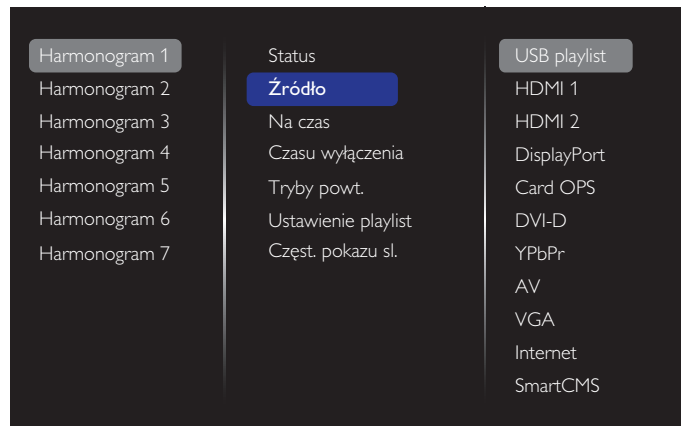 Harmonogram 1
Harmonogram 2
Harmonogram 3
Harmonogram 4
Harmonogram 5
Harmonogram 6
Harmonogram 7
Status
Źródło
Na czas
Czasu wyłączenia
Tryby powt.
Ustawienie playlist
Częst. pokazu sl.
USB playlist
HDMI 1
HDMI 2
DisplayPort
Card OPS
DVI-D
YPbPr
AV
VGA
Internet
SmartCMS